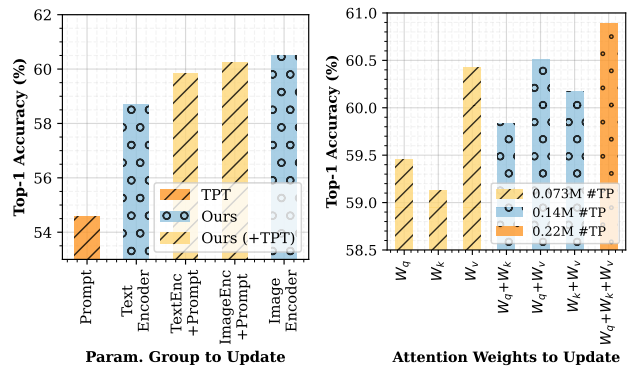 Top-1 Accuracy (%)
62
60
58
56
54
TPT
Ours
Ours (+TPT)
Prompt
Text
Encoder
TextEnc
+Prompt
ImageEnc
+Prompt
Image
Encoder
Param. Group to Update
Top-1 Accuracy (%)
61.0
60.5
60.0
59.5
59.0
58.5
0.073M #TP
0.14M #TP
0.22M #TP
W_q
W_k
W_v
W_q+W_k
W_q+W_v
W_k+W_v
W_q+W_k+W_v
Attention Weights to Update